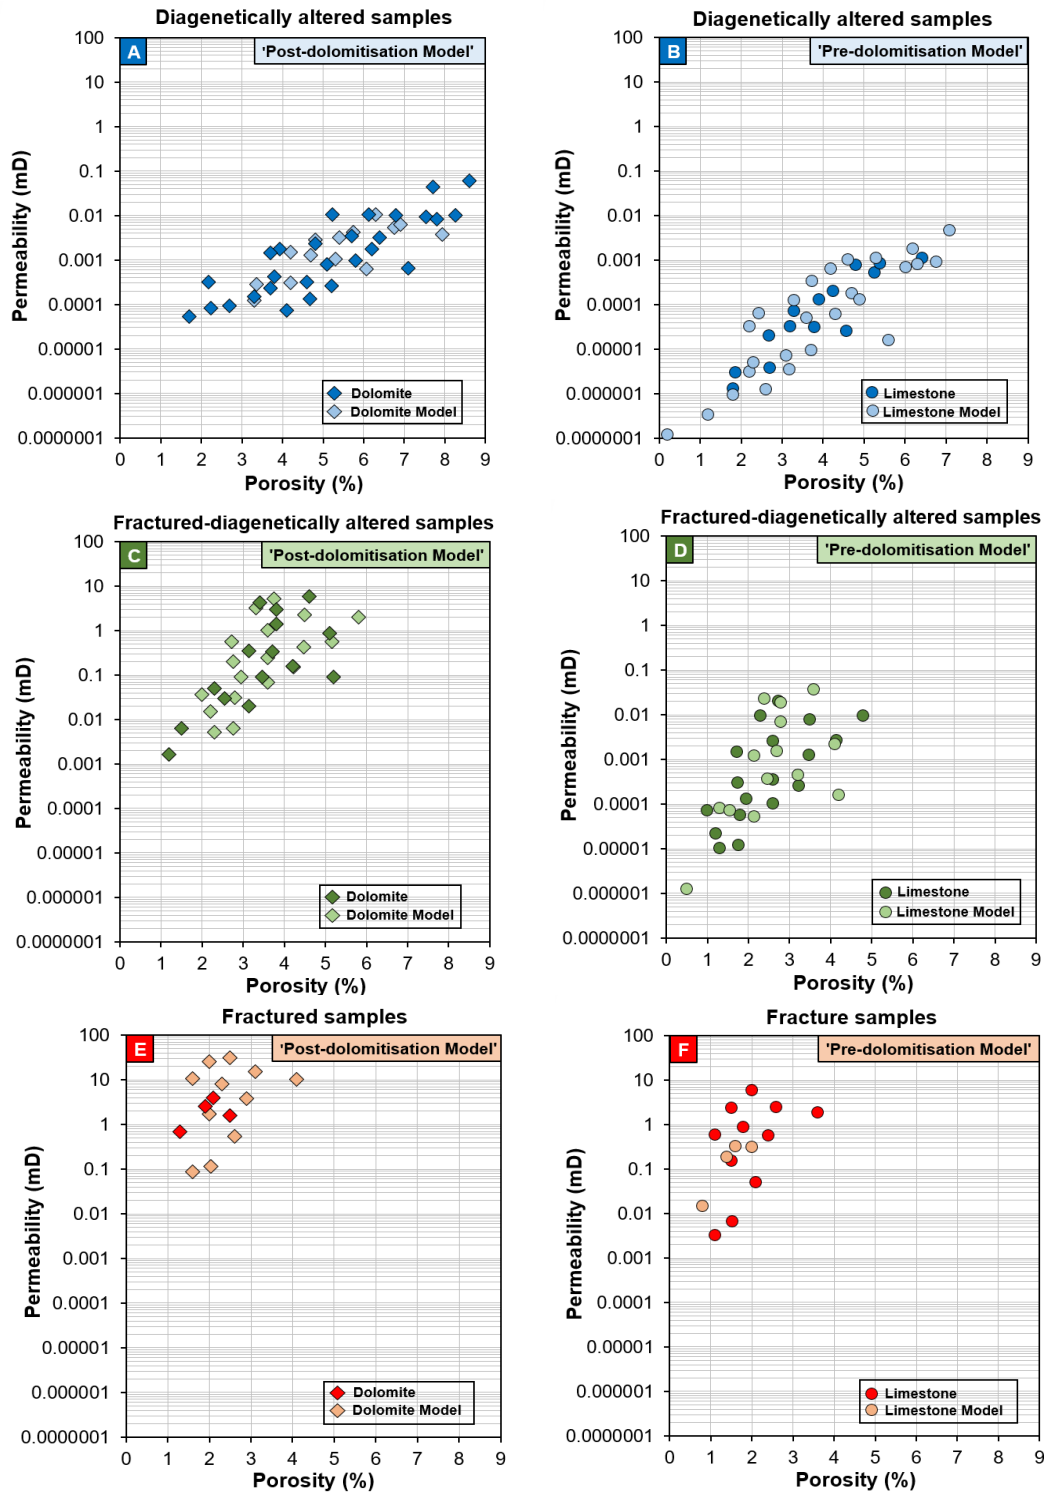 Diagenetically altered samples
A
'Post-dolomitisation Model'
100
10
1
0.1
0.01
0.001
0.0001
0.00001
0.000001
0.0000001
Permeability (mD)
Dolomite
Dolomite Model
0 1 2 3 4 5 6 7 8 9
Porosity (%)
Diagenetically altered samples
B
'Pre-dolomitisation Model'
100
10
1
0.1
0.01
0.001
0.0001
0.00001
0.000001
0.0000001
Permeability (mD)
Limestone
Limestone Model
0 1 2 3 4 5 6 7 8 9
Porosity (%)
Fractured-diagenetically altered samples
C
'Post-dolomitisation Model'
100
10
1
0.1
0.01
0.001
0.0001
0.00001
0.000001
0.0000001
Permeability (mD)
Dolomite
Dolomite Model
0 1 2 3 4 5 6 7 8 9
Porosity (%)
Fractured-diagenetically altered samples
D
'Pre-dolomitisation Model'
100
10
1
0.1
0.01
0.001
0.0001
0.00001
0.000001
0.0000001
Permeability (mD)
Limestone
Limestone Model
0 1 2 3 4 5 6 7 8 9
Porosity (%)
Fractured samples
E
'Post-dolomitisation Model'
100
10
1
0.1
0.01
0.001
0.0001
0.00001
0.000001
0.0000001
Permeability (mD)
Dolomite
Dolomite Model
0 1 2 3 4 5 6 7 8 9
Porosity (%)
Fracture samples
F
'Pre-dolomitisation Model'
100
10
1
0.1
0.01
0.001
0.0001
0.00001
0.000001
0.0000001
Permeability (mD)
Limestone
Limestone Model
0 1 2 3 4 5 6 7 8 9
Porosity (%)